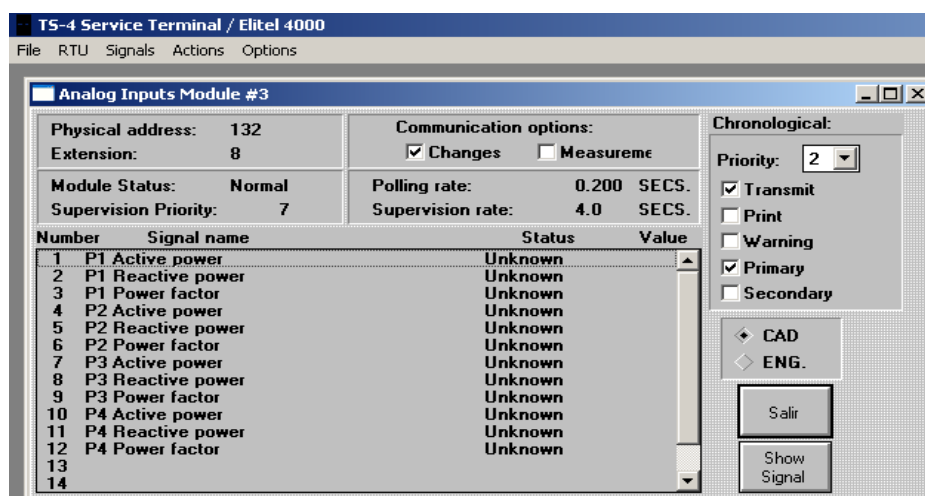 TS-4 Service Terminal / Elitel 4000
File RTU Signals Actions Options
Analog Inputs Module #3
Physical address: 132
Extension: 8
Communication options:
Changes Measureme
Module Status: Normal
Supervision Priority: 7
Polling rate: 0.200 SECS.
Supervision rate: 4.0 SECS.
Number Signal name Status Value
1 P1 Active power Unknown
2 P1 Reactive power Unknown
3 P1 Power factor Unknown
4 P2 Active power Unknown
5 P2 Reactive power Unknown
6 P2 Power factor Unknown
7 P3 Active power Unknown
8 P3 Reactive power Unknown
9 P3 Power factor Unknown
10 P4 Active power Unknown
11 P4 Reactive power Unknown
12 P4 Power factor Unknown
13
14
Chronological:
Priority: 2
Transmit
Print
Warning
Primary
Secondary
CAD
ENG.
Salir
Show
Signal